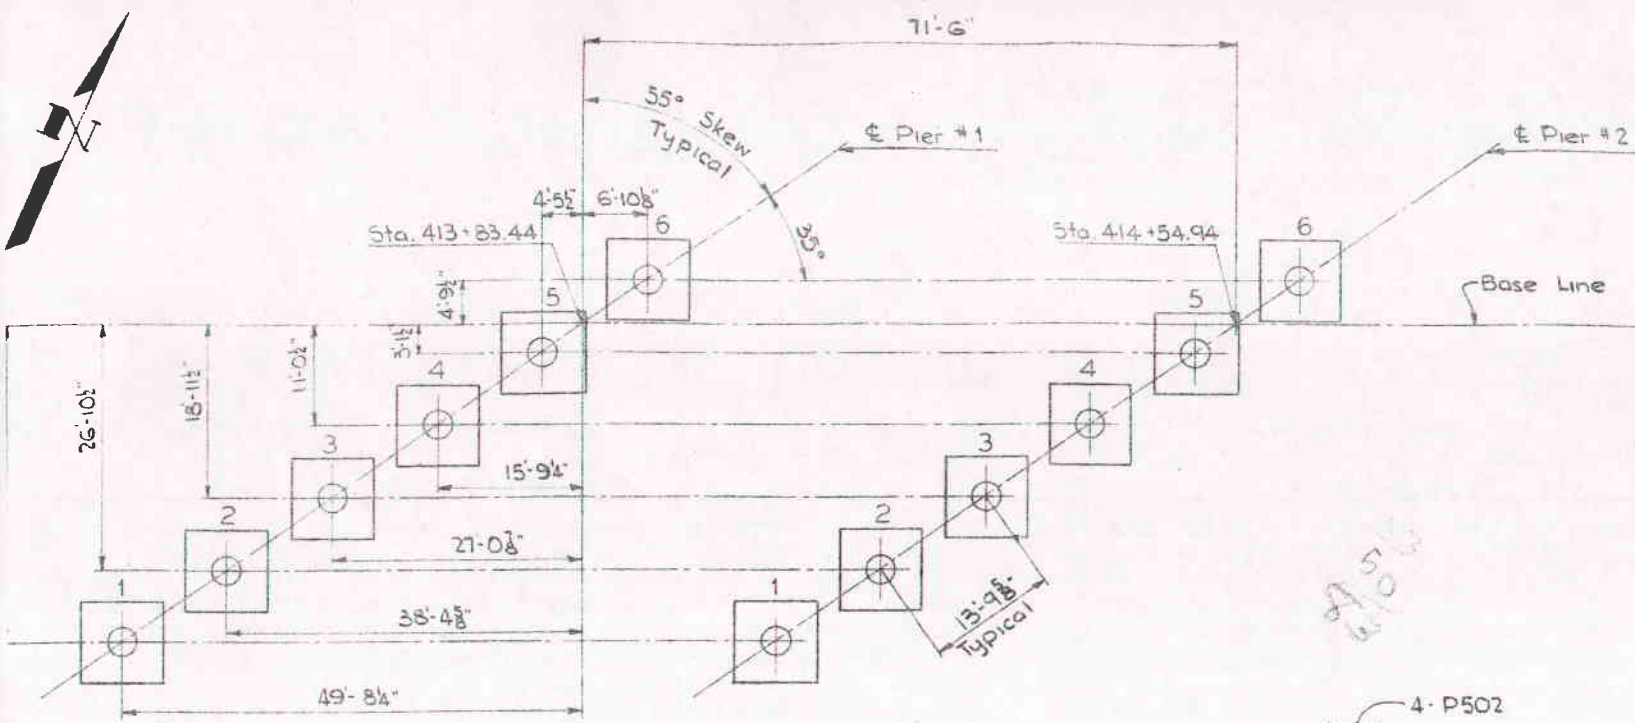 71'-6"
N
55° Skew
Typical
℄ Pier #1
℄ Pier #2
4'-5½"
6'-10⅛"
35°
Sta. 413+83.44
Sta. 414+54.94
6
6
4'-9½"
Base Line
5
5
3'-1½"
11'-0½"
18'-11½"
26'-10½"
4
4
15'-9¼"
3
3
27'-0⅞"
2
2
13'-9⅝"
Typical
38'-4⅝"
1
1
49'-8¼"
4-P502